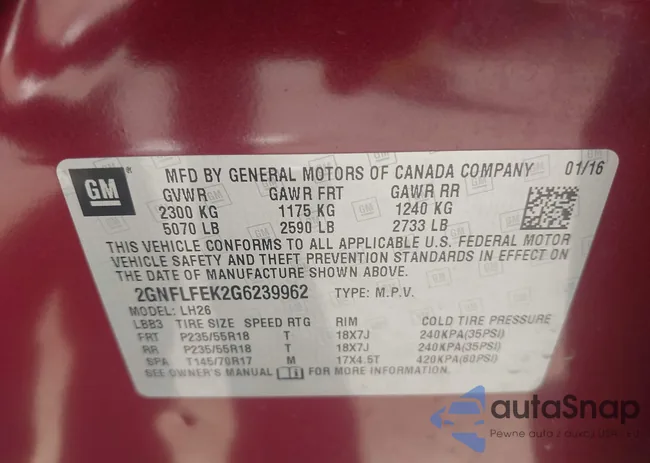 GM ®
MFD BY GENERAL MOTORS OF CANADA COMPANY 01/16
GVWR GAWR FRT GAWR RR
2300 KG 1175 KG 1240 KG
5070 LB 2590 LB 2733 LB
THIS VEHICLE CONFORMS TO ALL APPLICABLE U.S. FEDERAL MOTOR
VEHICLE SAFETY AND THEFT PREVENTION STANDARDS IN EFFECT ON
THE DATE OF MANUFACTURE SHOWN ABOVE.
2GNFLFEK2G6239962 TYPE: M.P.V.
MODEL: LH26
LBB3 TIRE SIZE SPEED RTG RIM COLD TIRE PRESSURE
FRT P235/55R18 T 18X7J 240KPA(35PSI)
RR P235/55R18 T 18X7J 240KPA(35PSI)
SPA T145/70R17 M 17X4.5T 420KPA(60PSI)
SEE OWNER'S MANUAL FOR MORE INFORMATION.
autaSnap
Pewne auta z aukcji